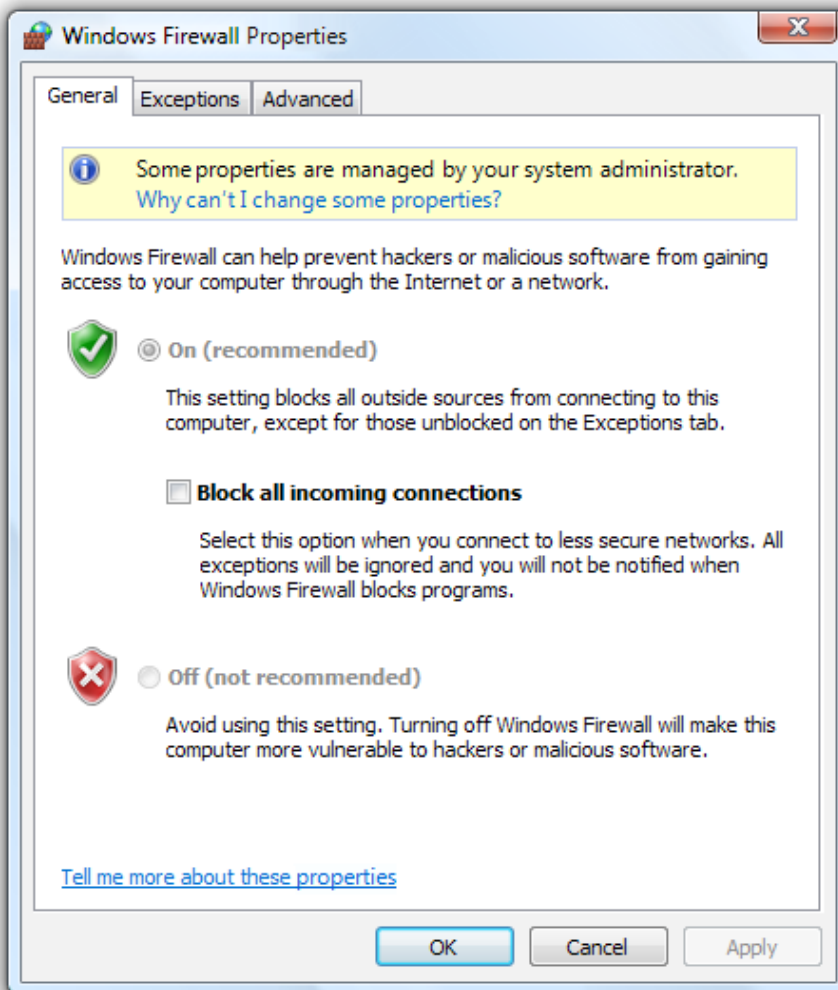 Windows Firewall Properties
General
Exceptions
Advanced
Some properties are managed by your system administrator.
Why can't I change some properties?
Windows Firewall can help prevent hackers or malicious software from gaining
access to your computer through the Internet or a network.
On (recommended)
This setting blocks all outside sources from connecting to this
computer, except for those unblocked on the Exceptions tab.
Block all incoming connections
Select this option when you connect to less secure networks. All
exceptions will be ignored and you will not be notified when
Windows Firewall blocks programs.
Off (not recommended)
Avoid using this setting. Turning off Windows Firewall will make this
computer more vulnerable to hackers or malicious software.
Tell me more about these properties
OK
Cancel
Apply